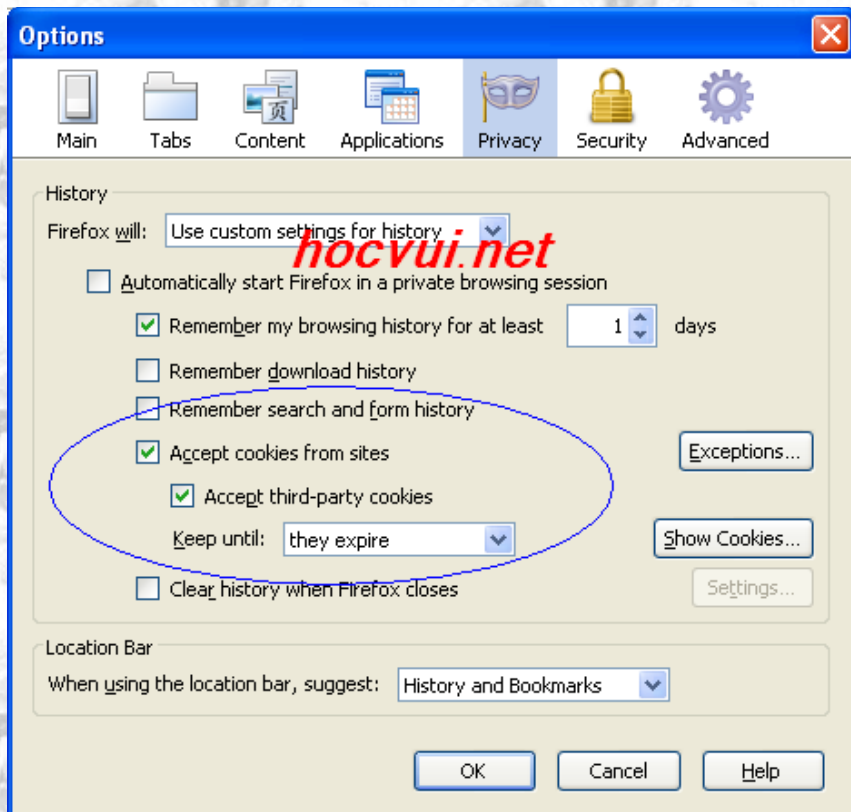 Options
Main Tabs Content Applications Privacy Security Advanced
History
Firefox will: Use custom settings for history
hocvui.net
Automatically start Firefox in a private browsing session
Remember my browsing history for at least 1 days
Remember download history
Remember search and form history
Accept cookies from sites Exceptions...
Accept third-party cookies
Keep until: they expire Show Cookies...
Clear history when Firefox closes Settings...
Location Bar
When using the location bar, suggest: History and Bookmarks
OK Cancel Help